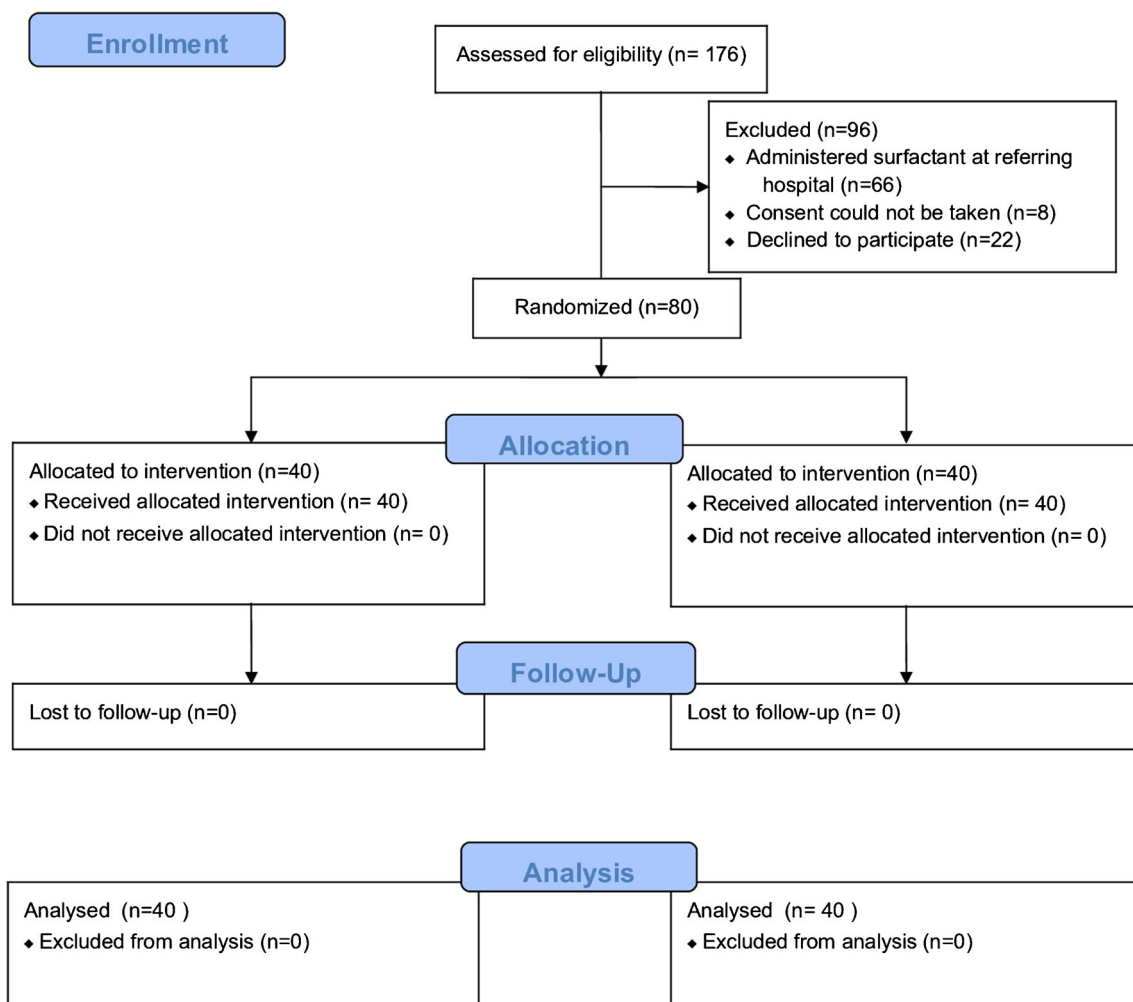 Enrollment
Assessed for eligibility (n= 176)
Excluded (n=96)
◆ Administered surfactant at referring
hospital (n=66)
◆ Consent could not be taken (n=8)
◆ Declined to participate (n=22)
Randomized (n=80)
Allocation
Allocated to intervention (n=40)
◆ Received allocated intervention (n= 40)
◆ Did not receive allocated intervention (n= 0)
Allocated to intervention (n=40)
◆ Received allocated intervention (n= 40)
◆ Did not receive allocated intervention (n= 0)
Follow-Up
Lost to follow-up (n=0)
Lost to follow-up (n= 0)
Analysis
Analysed (n=40 )
◆ Excluded from analysis (n=0)
Analysed (n= 40 )
◆ Excluded from analysis (n=0)